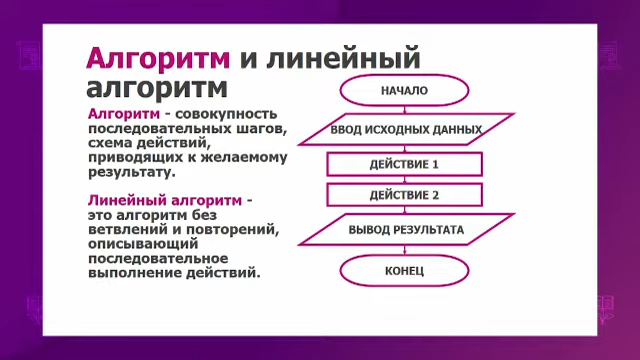 Алгоритм и линейный
алгоритм
Алгоритм - совокупность
последовательных шагов,
схема действий,
приводящих к желаемому
результату.
Линейный алгоритм -
это алгоритм без
ветвлений и повторений,
описывающий
последовательное
выполнение действий.
НАЧАЛО
ВВОД ИСХОДНЫХ ДАННЫХ
ДЕЙСТВИЕ 1
ДЕЙСТВИЕ 2
ВЫВОД РЕЗУЛЬТАТА
КОНЕЦ